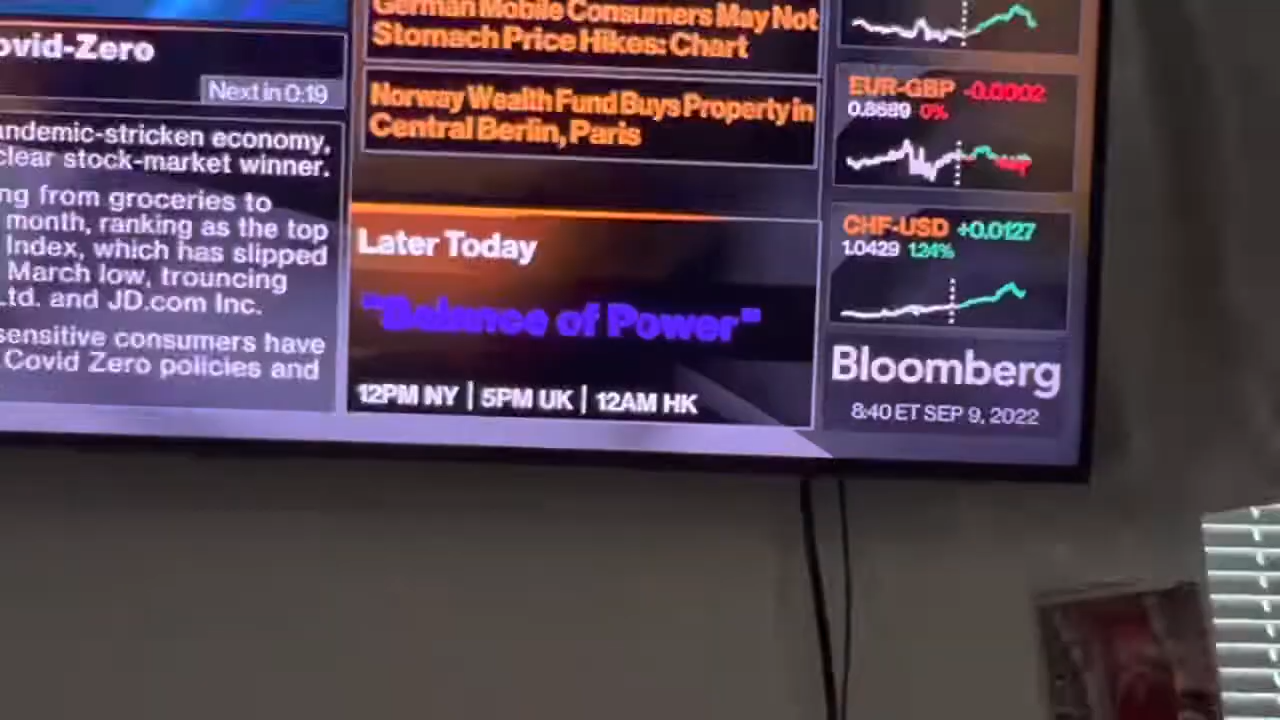 ovid-Zero
Next in 0:19
andemic-stricken economy,
clear stock-market winner.
ng from groceries to
month, ranking as the top
Index, which has slipped
March low, trouncing
Ltd. and JD.com Inc.
sensitive consumers have
Covid Zero policies and
German Mobile Consumers May Not
Stomach Price Hikes: Chart
Norway Wealth Fund Buys Property in
Central Berlin, Paris
Later Today
"Balance of Power"
12PM NY | 5PM UK | 12AM HK
EUR-GBP -0.0002
0.8689 0%
CHF-USD +0.0127
1.0429 1.24%
Bloomberg
8:40 ET SEP 9, 2022